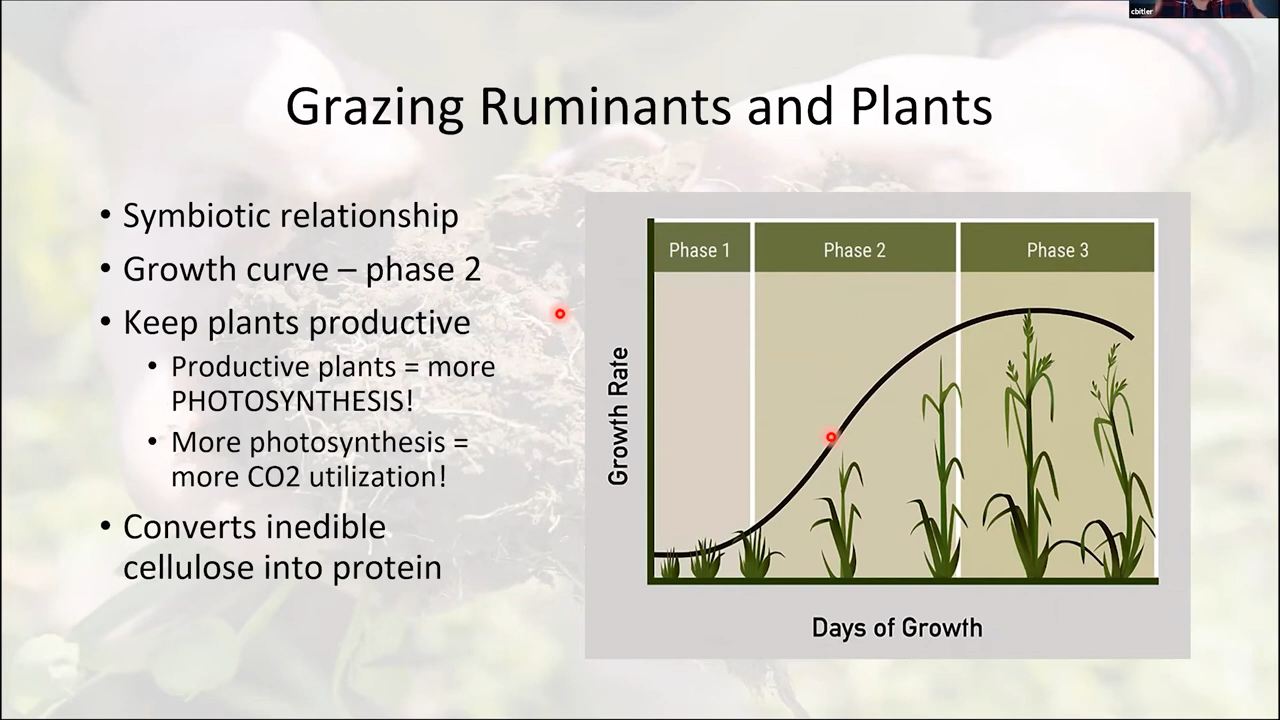 cbitler
Grazing Ruminants and Plants
• Symbiotic relationship
• Growth curve – phase 2
• Keep plants productive
• Productive plants = more
PHOTOSYNTHESIS!
• More photosynthesis =
more CO2 utilization!
• Converts inedible
cellulose into protein
Phase 1
Phase 2
Phase 3
Growth Rate
Days of Growth